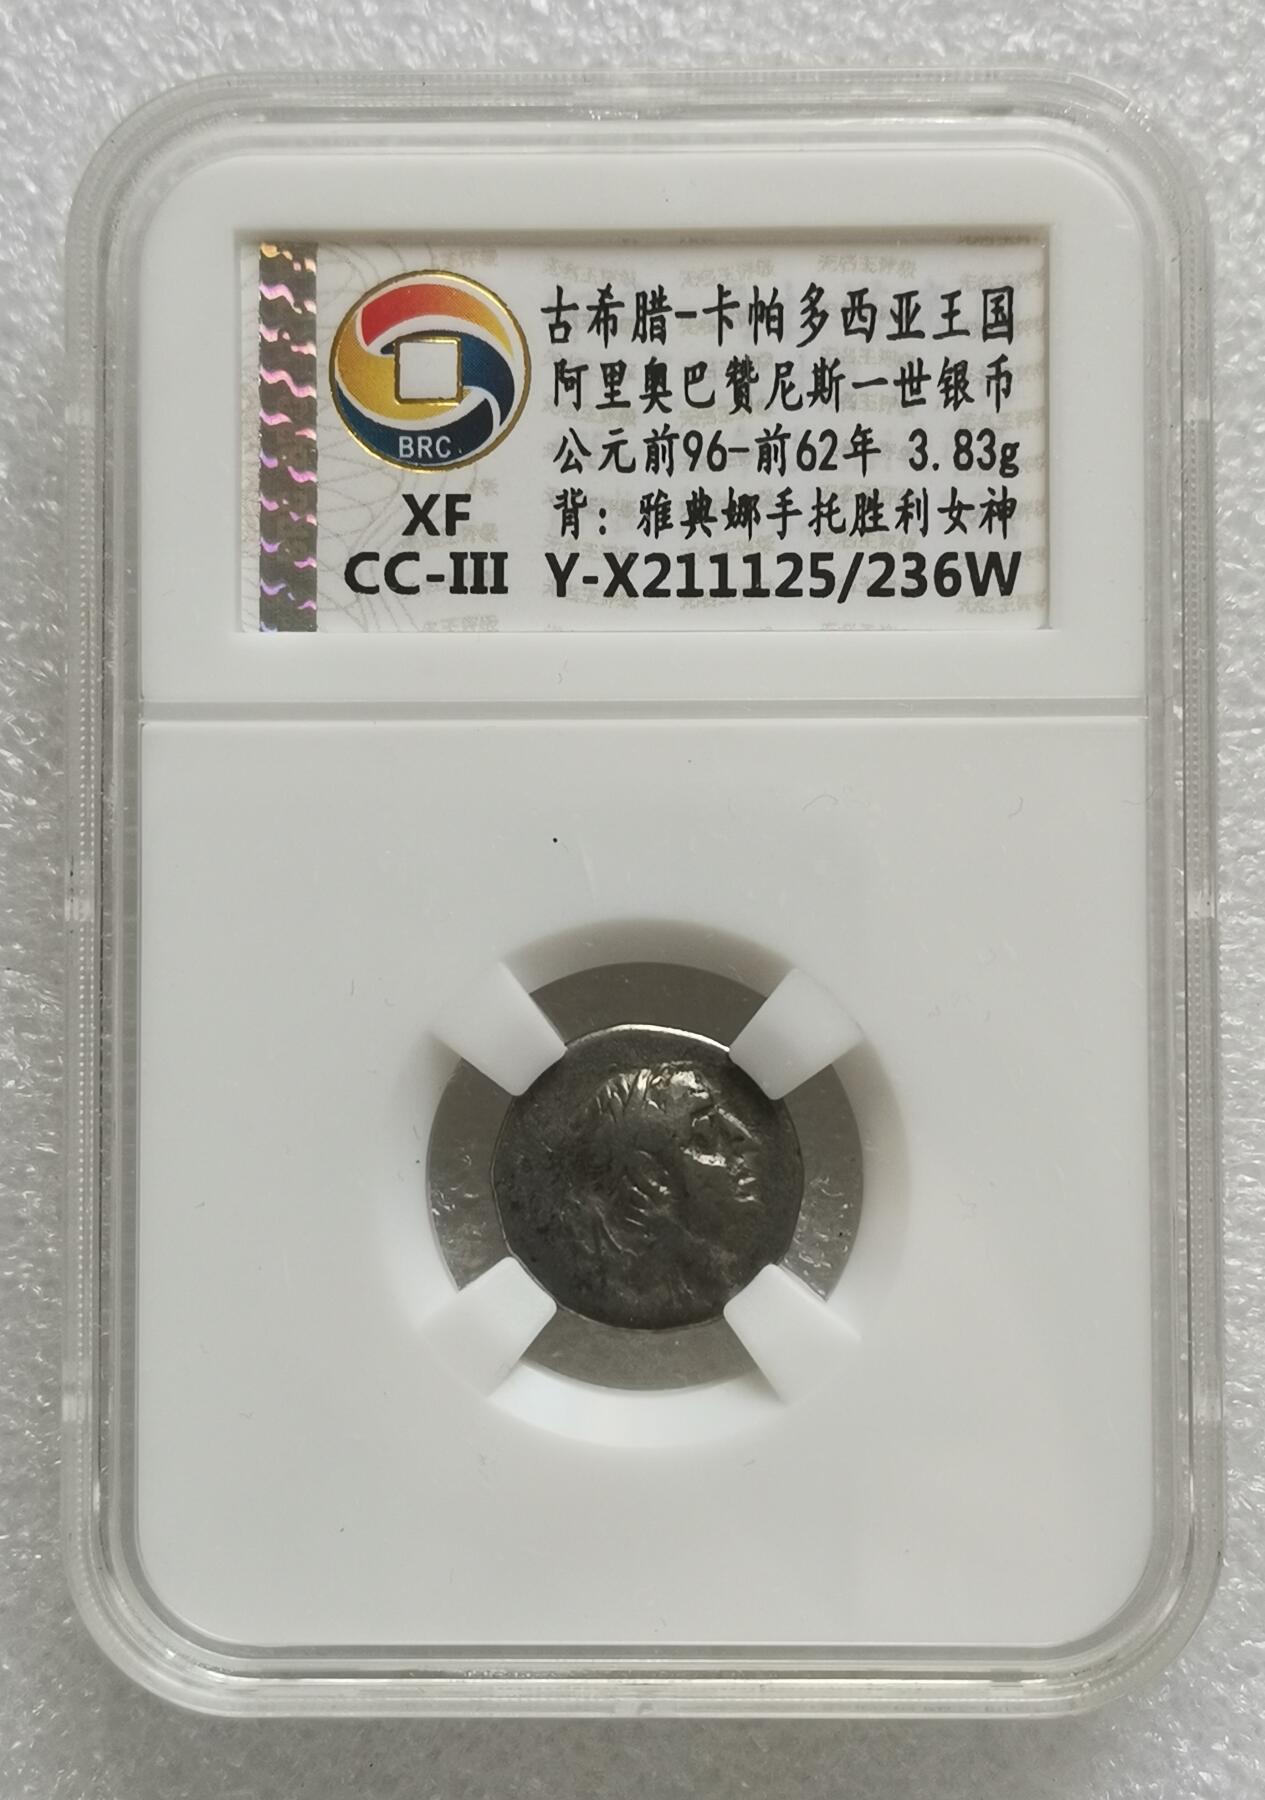 古希腊-卡帕多西亚王国
阿里奥巴赞尼斯一世银币
公元前96-前62年 3.83g
背：雅典娜手托胜利女神
BRC
XF
CC-III Y-X211125/236W